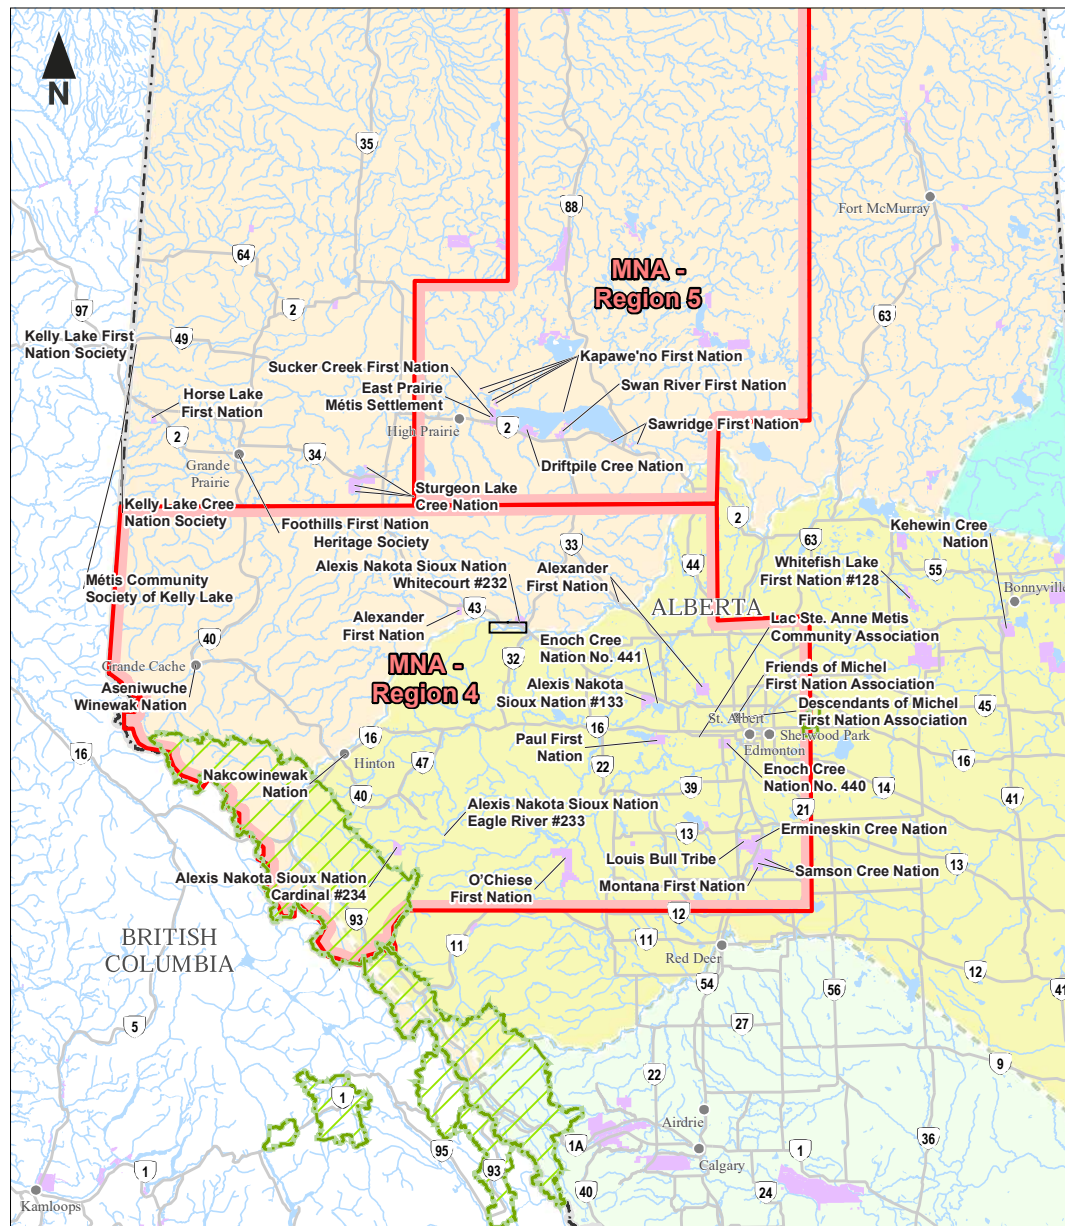 N
35
88
Fort McMurray
64
MNA -
Region 5
97
2
63
Kelly Lake First
Nation Society
49
Kapawe'no First Nation
Sucker Creek First Nation
East Prairie
Métis Settlement
Swan River First Nation
Horse Lake
First Nation
High Prairie
2
Sawridge First Nation
2
34
Driftpile Cree Nation
Grande
Prairie
Sturgeon Lake
Cree Nation
Kelly Lake Cree
Nation Society
Foothills First Nation
Heritage Society
2
63
Kehewin Cree
Nation
33
44
55
Alexis Nakota Sioux Nation
Whitecourt #232
Alexander
First Nation
Whitefish Lake
First Nation #128
Métis Community
Society of Kelly Lake
Bonnyville
43
ALBERTA
Alexander
First Nation
Lac Ste. Anne Metis
Community Association
40
Enoch Cree
Nation No. 441
32
Grande Cache
MNA -
Region 4
Friends of Michel
First Nation Association
Aseniwuche
Winewak Nation
Alexis Nakota
Sioux Nation #133
Descendants of Michel
First Nation Association
45
St. Albert
16
16
16
Paul First
Nation
Sherwood Park
Edmonton
Hinton
47
22
16
Nakcowinewak
Nation
Enoch Cree
Nation No. 440
40
39
14
41
21
Alexis Nakota Sioux Nation
Eagle River #233
13
Ermineskin Cree Nation
Louis Bull Tribe
13
Alexis Nakota Sioux Nation
Cardinal #234
O'Chiese
First Nation
Samson Cree Nation
Montana First Nation
93
12
BRITISH
COLUMBIA
11
11
Red Deer
12
54
56
41
5
27
9
22
1
Airdrie
1A
36
95
1
Calgary
93
1
40
24
Kamloops